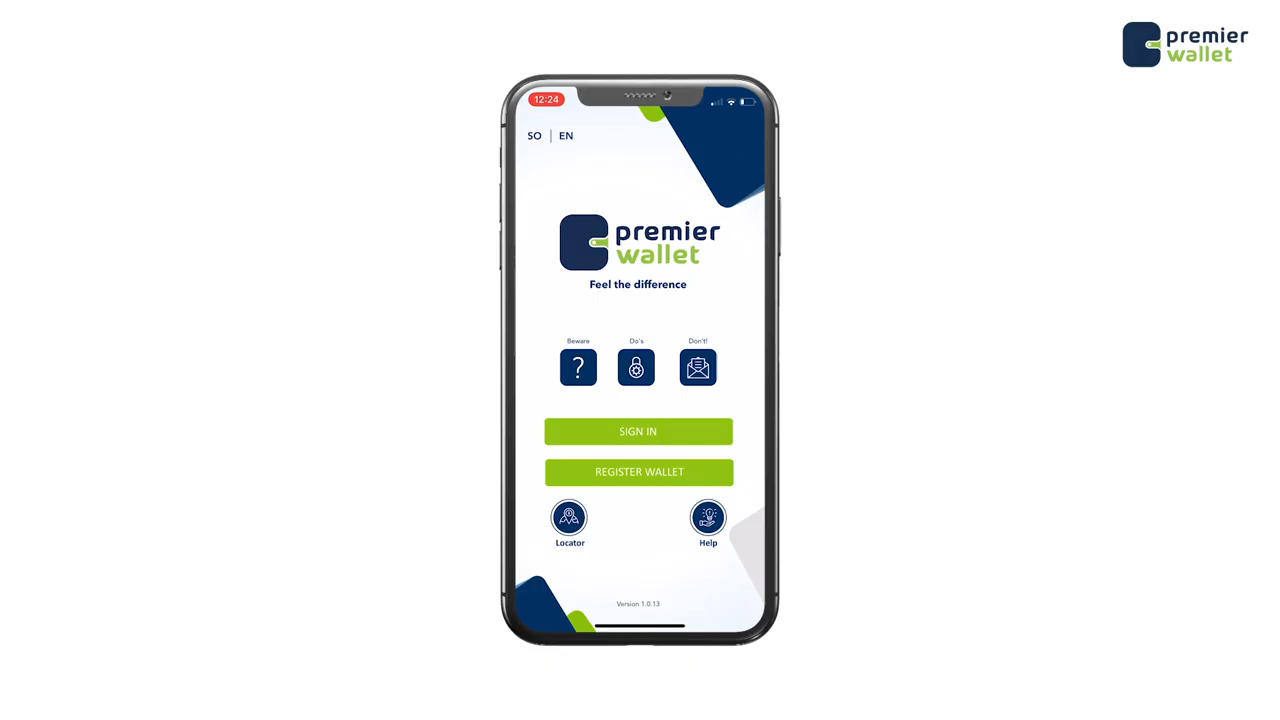 premier
wallet
12:24
SO | EN
premier
wallet
Feel the difference
Beware
Do's
Don't!
?
SIGN IN
REGISTER WALLET
Locator
Help
Version 1.0.13